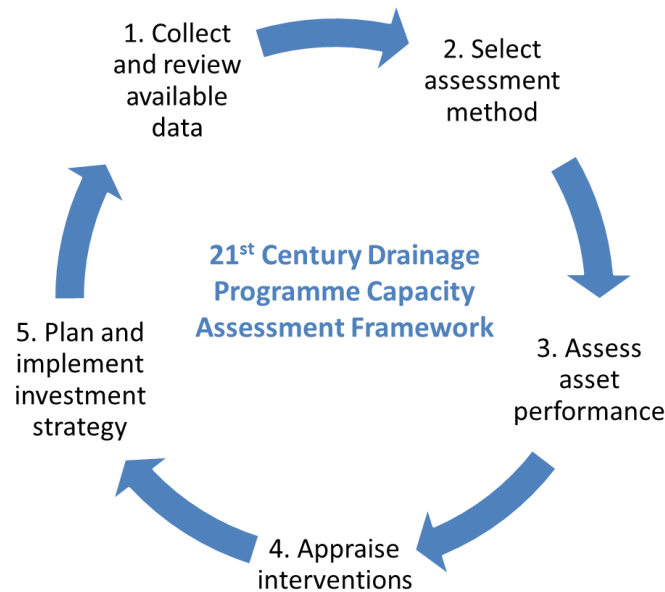 1. Collect
and review
available
data
2. Select
assessment
method
21st Century Drainage
Programme Capacity
Assessment Framework
3. Assess
asset
performance
4. Appraise
interventions
5. Plan and
implement
investment
strategy